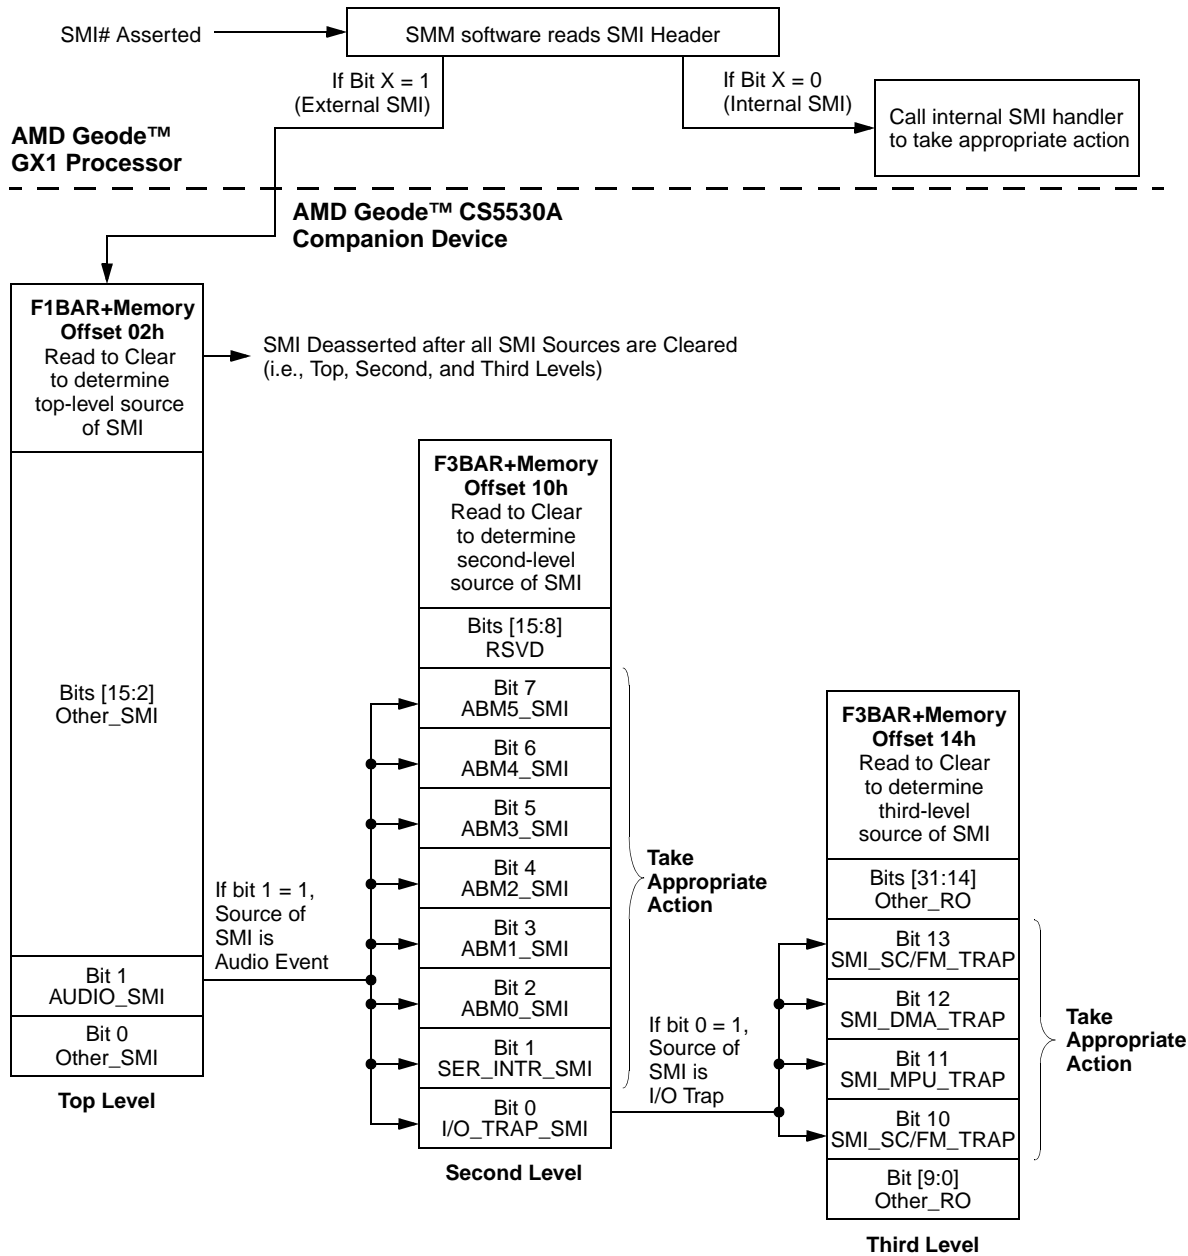 SMI# Asserted
SMM software reads SMI Header
If Bit X = 1
(External SMI)
If Bit X = 0
(Internal SMI)
Call internal SMI handler
to take appropriate action
AMD Geode™
GX1 Processor
AMD Geode™ CS5530A
Companion Device
F1BAR+Memory
Offset 02h
Read to Clear
to determine
top-level source
of SMI
SMI Deasserted after all SMI Sources are Cleared
(i.e., Top, Second, and Third Levels)
Bits [15:2]
Other_SMI
Bit 1
AUDIO_SMI
Bit 0
Other_SMI
Top Level
If bit 1 = 1,
Source of
SMI is
Audio Event
F3BAR+Memory
Offset 10h
Read to Clear
to determine
second-level
source of SMI
Bits [15:8]
RSVD
Bit 7
ABM5_SMI
Bit 6
ABM4_SMI
Bit 5
ABM3_SMI
Bit 4
ABM2_SMI
Bit 3
ABM1_SMI
Bit 2
ABM0_SMI
Bit 1
SER_INTR_SMI
Bit 0
I/O_TRAP_SMI
Second Level
Take
Appropriate
Action
If bit 0 = 1,
Source of
SMI is
I/O Trap
F3BAR+Memory
Offset 14h
Read to Clear
to determine
third-level
source of SMI
Bits [31:14]
Other_RO
Bit 13
SMI_SC/FM_TRAP
Bit 12
SMI_DMA_TRAP
Bit 11
SMI_MPU_TRAP
Bit 10
SMI_SC/FM_TRAP
Bit [9:0]
Other_RO
Third Level
Take
Appropriate
Action